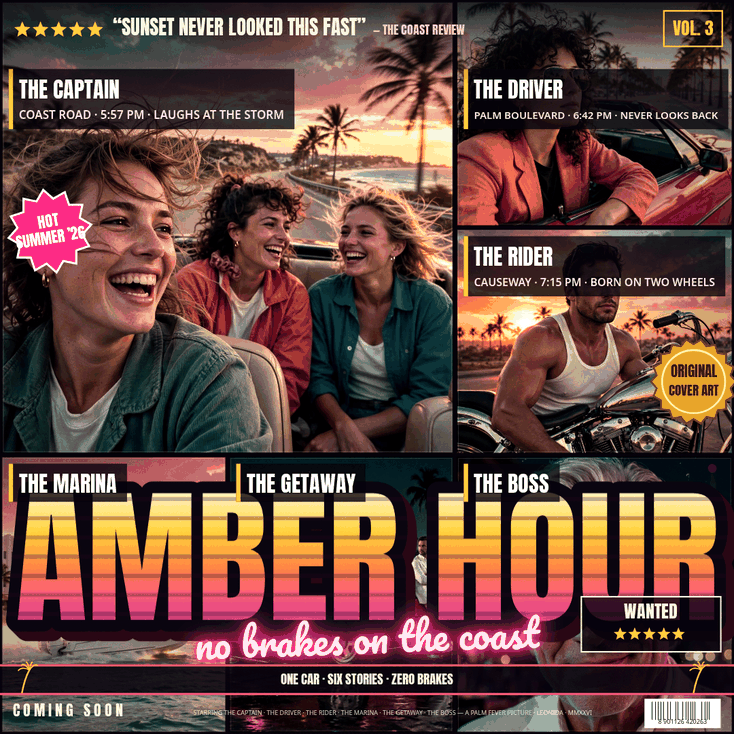 ★★★★★ “SUNSET NEVER LOOKED THIS FAST” – THE COAST REVIEW
VOL. 3
THE CAPTAIN
COAST ROAD · 5:57 PM · LAUGHS AT THE STORM
THE DRIVER
PALM BOULEVARD · 6:42 PM · NEVER LOOKS BACK
HOT
SUMMER '26
THE RIDER
CAUSEWAY · 7:15 PM · BORN ON TWO WHEELS
ORIGINAL
COVER ART
THE MARINA
THE GETAWAY
THE BOSS
AMBER HOUR
WANTED
★★★★★
no brakes on the coast
ONE CAR · SIX STORIES · ZERO BRAKES
COMING SOON
STARRING THE CAPTAIN · THE DRIVER · THE RIDER · THE MARINA · THE GETAWAY · THE BOSS — A PALM FEVER PICTURE · MMXXVI
8 901126 420263